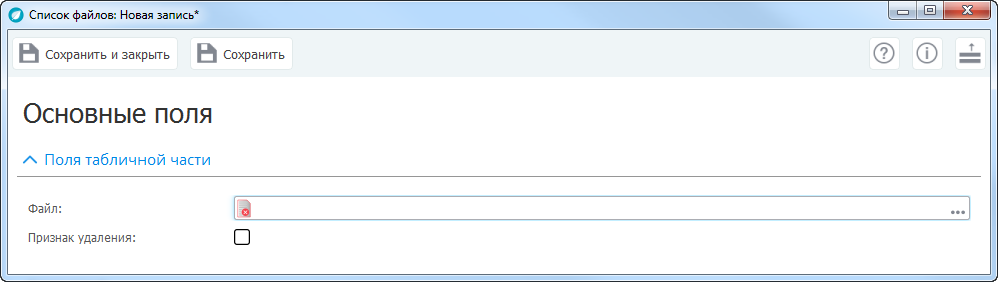 Список файлов: Новая запись*
Сохранить и закрыть Сохранить
Основные поля
Поля табличной части
Файл:
Признак удаления: